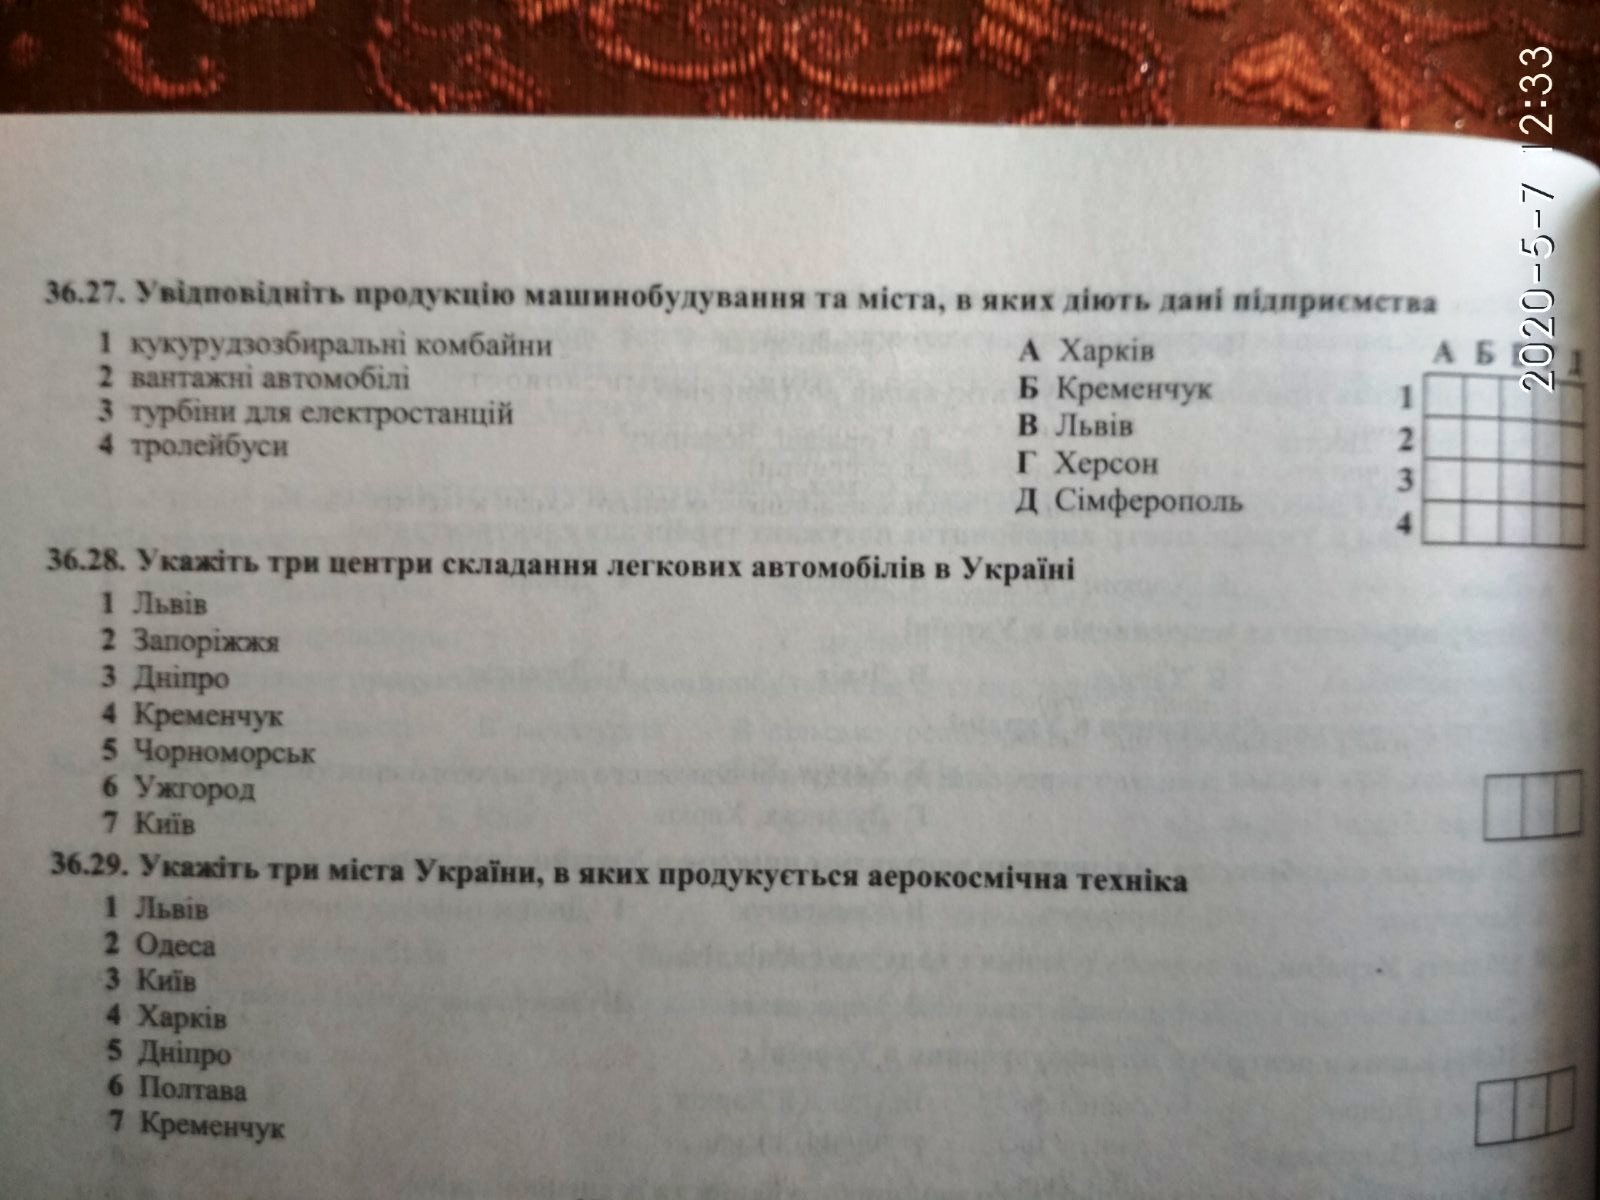 36.27. Увідповідніть продукцію машинобудування та міста, в яких діють дані підприємства
1 кукурудзозбиральні комбайни
2 вантажні автомобілі
3 турбіни для електростанцій
4 тролейбуси
А Харків
Б Кременчук
В Львів
Г Херсон
Д Сімферополь
А Б В Д
1
2
3
4
36.28. Укажіть три центри складання легкових автомобілів в Україні
1 Львів
2 Запоріжжя
3 Дніпро
4 Кременчук
5 Чорноморськ
6 Ужгород
7 Київ
36.29. Укажіть три міста України, в яких продукується аерокосмічна техніка
1 Львів
2 Одеса
3 Київ
4 Харків
5 Дніпро
6 Полтава
7 Кременчук
2020-5-7 12:33